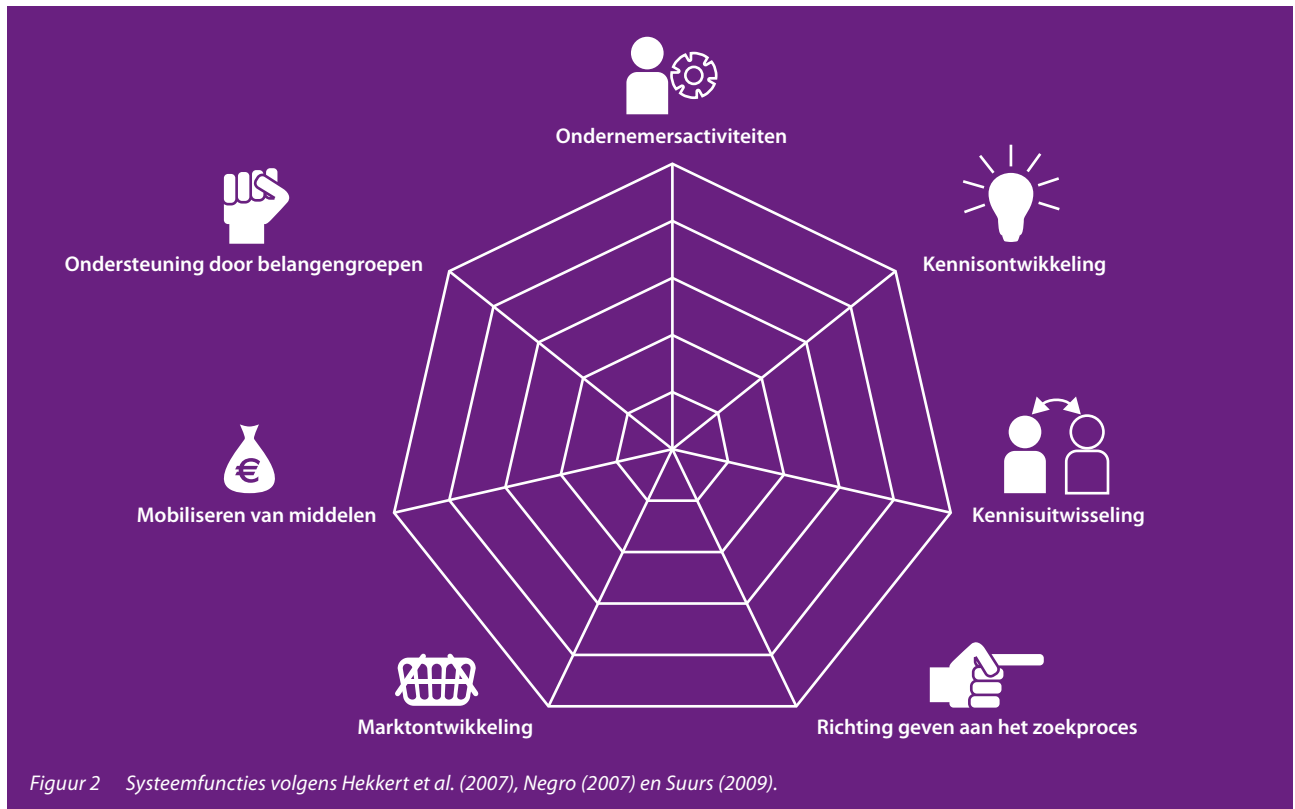 Ondernemersactiviteiten
Kennisontwikkeling
Ondersteuning door belangengroepen
€
Mobiliseren van middelen
Kennisuitwisseling
Marktontwikkeling
Richting geven aan het zoekproces
Figuur 2 Systeemfuncties volgens Hekkert et al. (2007), Negro (2007) en Suurs (2009).